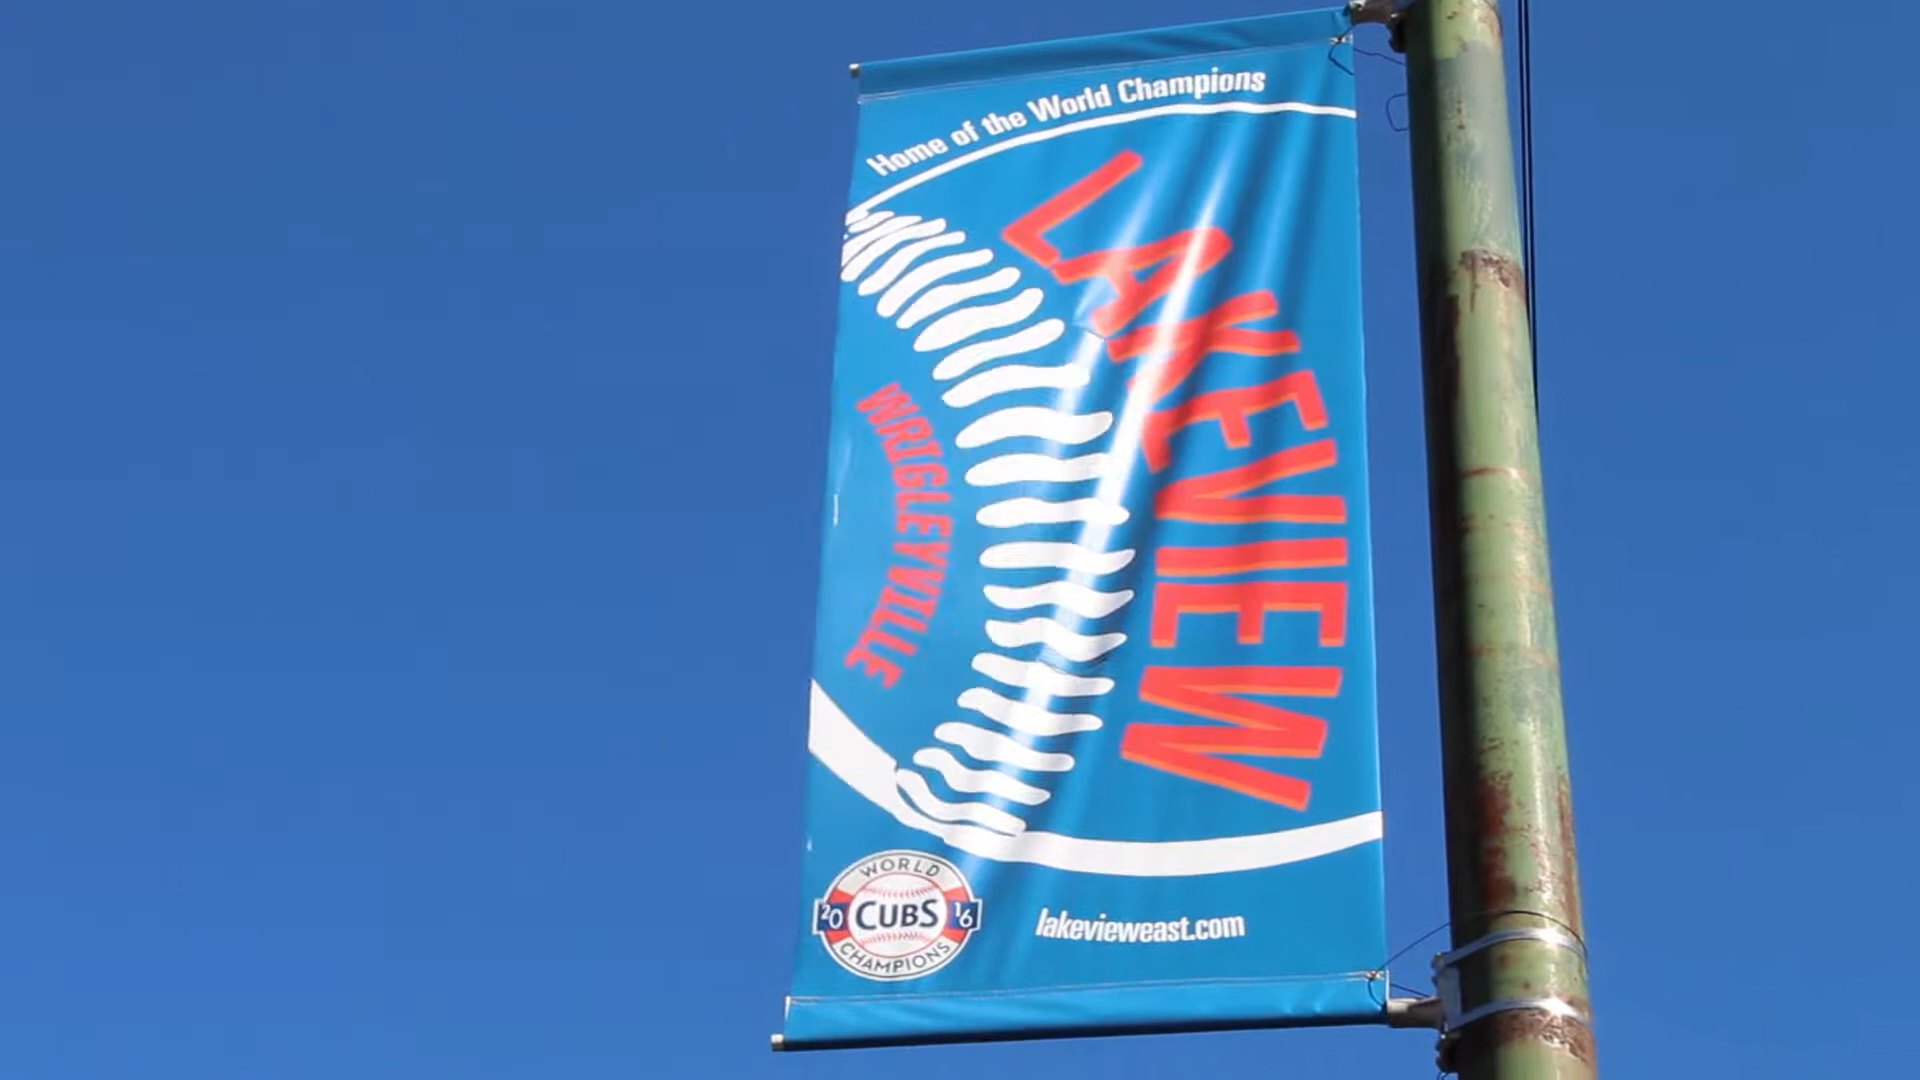 Home of the World Champions
LAKEVIEW
WRIGLEYVILLE
WORLD
20 CUBS 16
CHAMPIONS
lakevieweast.com